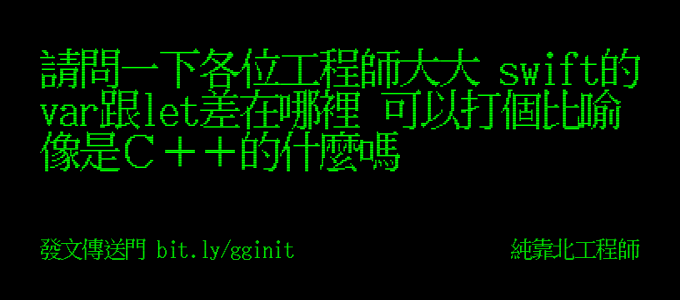 請問一下各位工程師大大 swift的
var跟let差在哪裡 可以打個比喻
像是C++的什麼嗎
發文傳送門 bit.ly/gginit
純靠北工程師